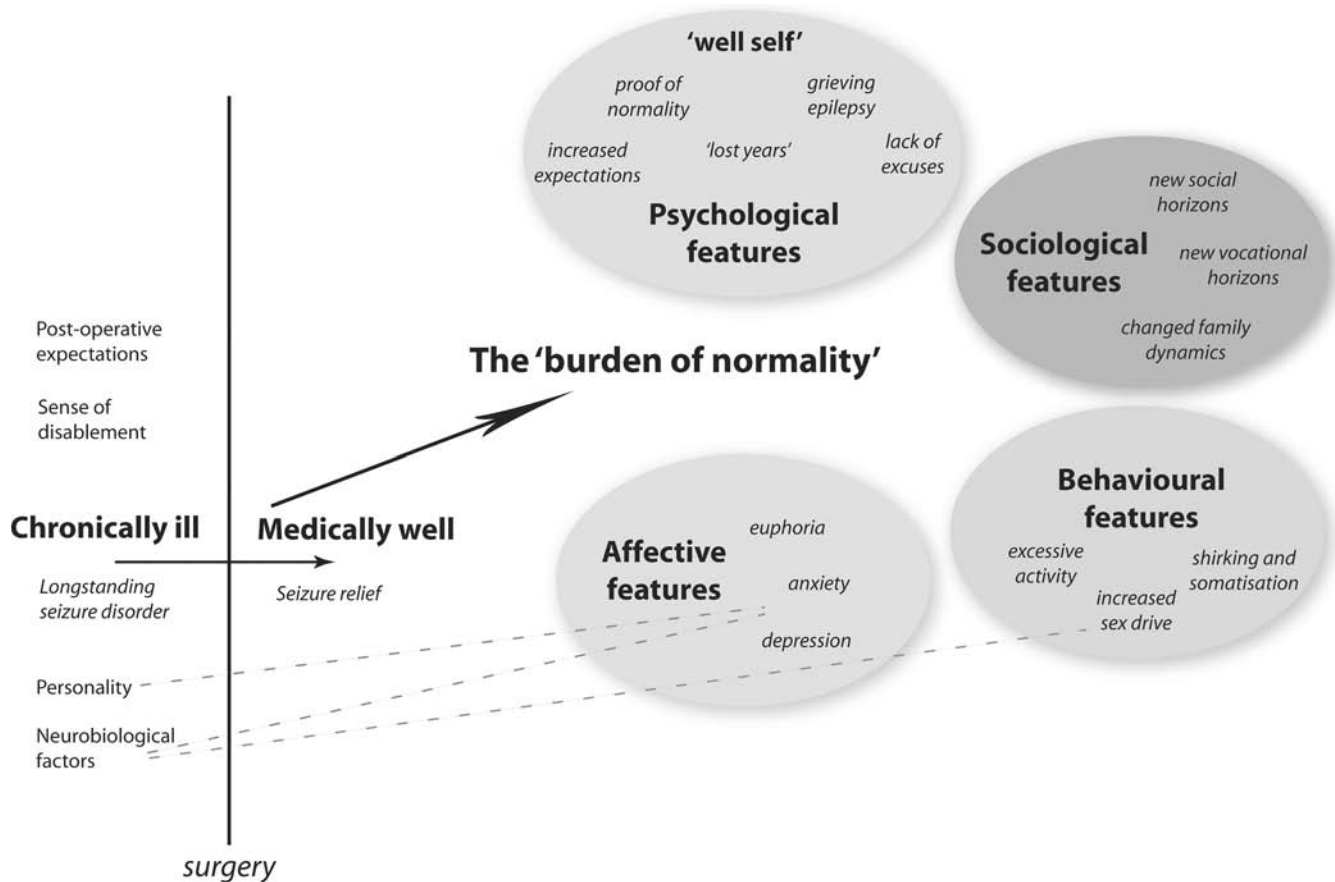 ‘well self’
proof of
normality
grieving
epilepsy
increased
expectations
‘lost years’
lack of
excuses
Psychological
features
new social
horizons
Sociological
features
new vocational
horizons
changed family
dynamics
Post-operative
expectations
The ‘burden of normality’
Sense of
disablement
Chronically ill
Medically well
Longstanding
seizure disorder
Seizure relief
Affective
features
euphoria
anxiety
depression
Behavioural
features
excessive
activity
shirking and
somatisation
increased
sex drive
Personality
Neurobiological
factors
surgery